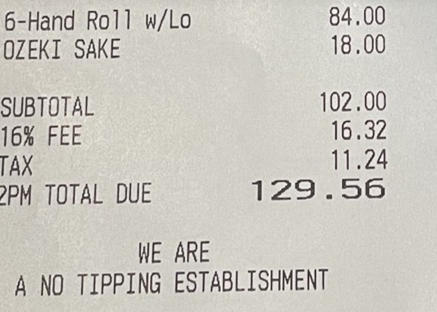 6-Hand Roll w/Lo 84.00
OZEKI SAKE 18.00
SUBTOTAL 102.00
16% FEE 16.32
TAX 11.24
2PM TOTAL DUE 129.56
WE ARE
A NO TIPPING ESTABLISHMENT